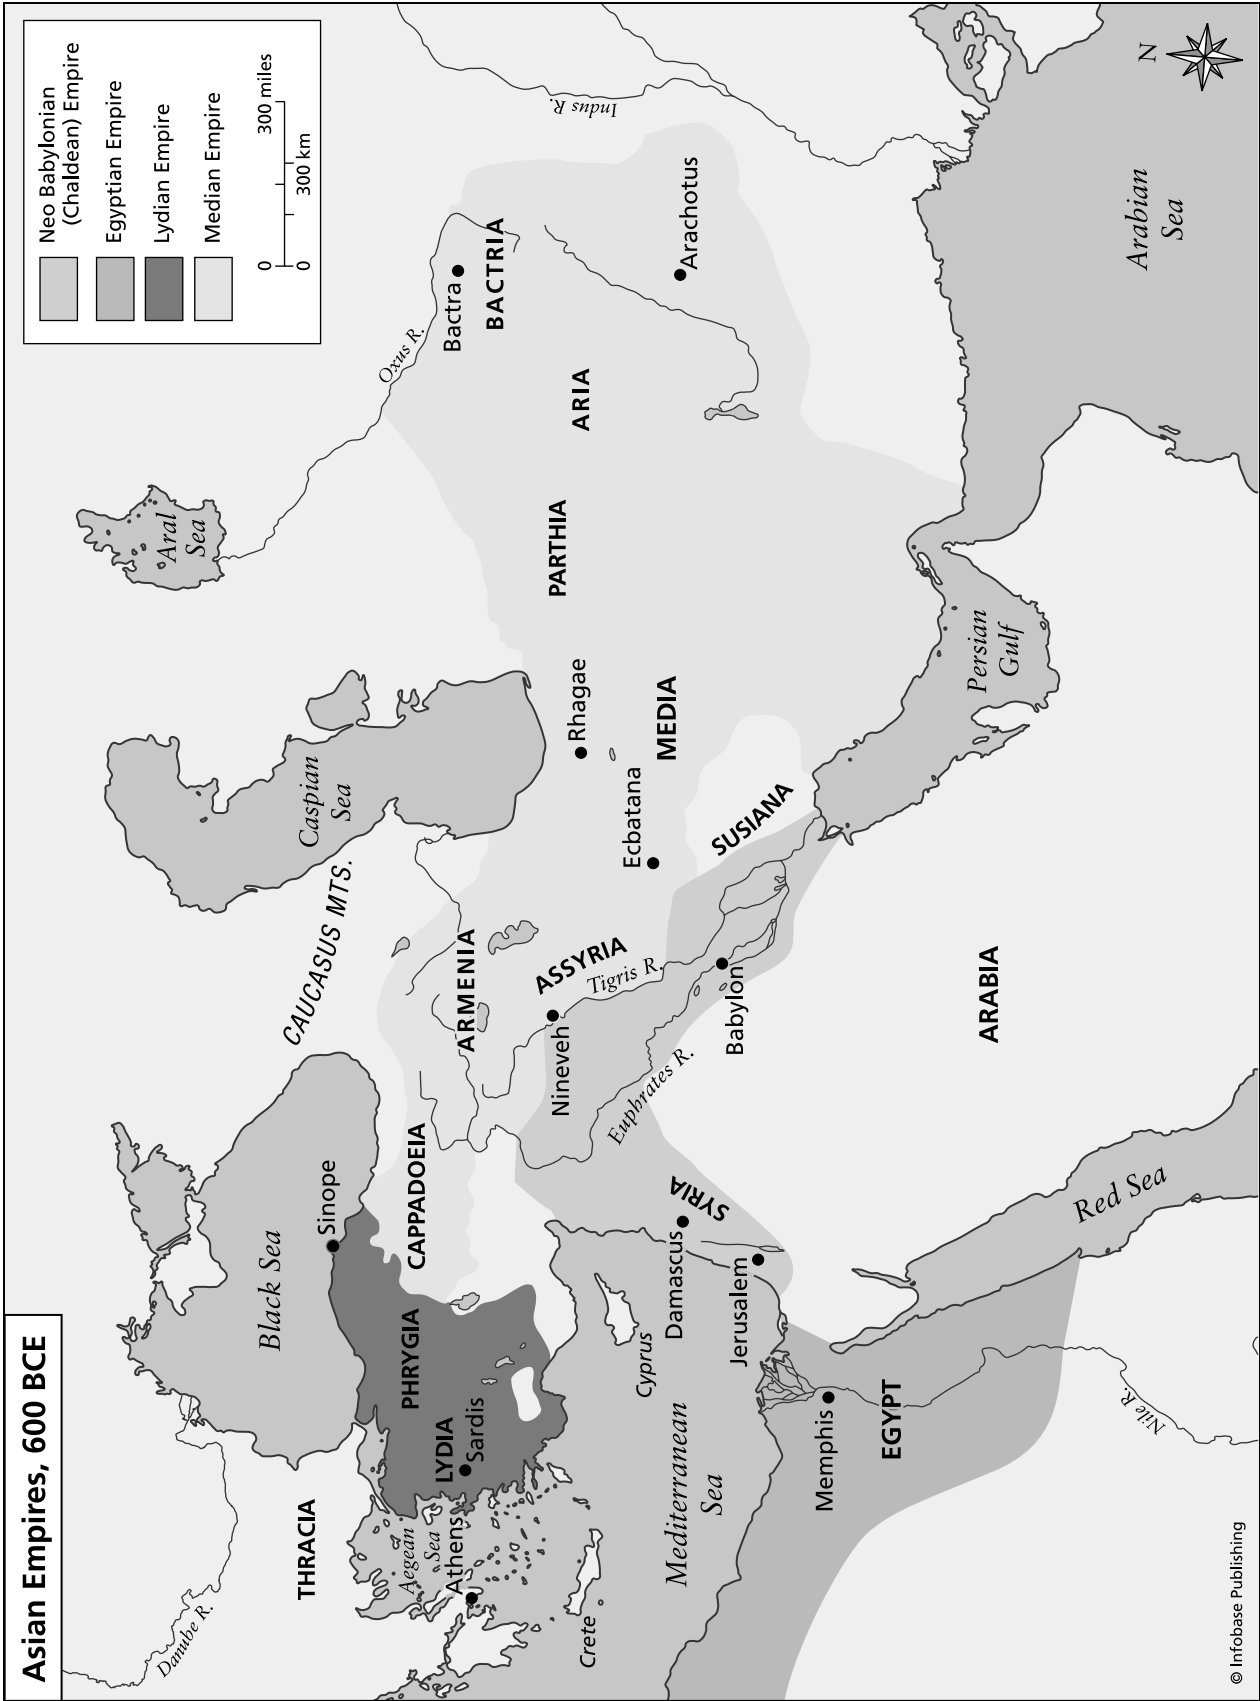 Asian Empires, 600 BCE
Neo Babylonian
(Chaldean) Empire
Egyptian Empire
Lydian Empire
Median Empire
0 300 miles
0 300 km
N
Danube R.
THRACIA
Black Sea
Sinope
CAUCASUS MTS.
Caspian
Sea
Aral
Sea
Oxus R.
Bactra
BACTRIA
Indus R.
Aegean
Sea
Athens
LYDIA
Sardis
PHRYGIA
CAPPADOEIA
ARMENIA
ASSYRIA
Tigris R.
Nineveh
Rhagae
PARTHIA
ARIA
Arachotus
Crete
Cyprus
Euphrates R.
Ecbatana
MEDIA
Mediterranean
Sea
Damascus
SYRIA
Jerusalem
Babylon
SUSIANA
Memphis
EGYPT
ARABIA
Persian
Gulf
Arabian
Sea
Nile R.
Red Sea
© Infobase Publishing